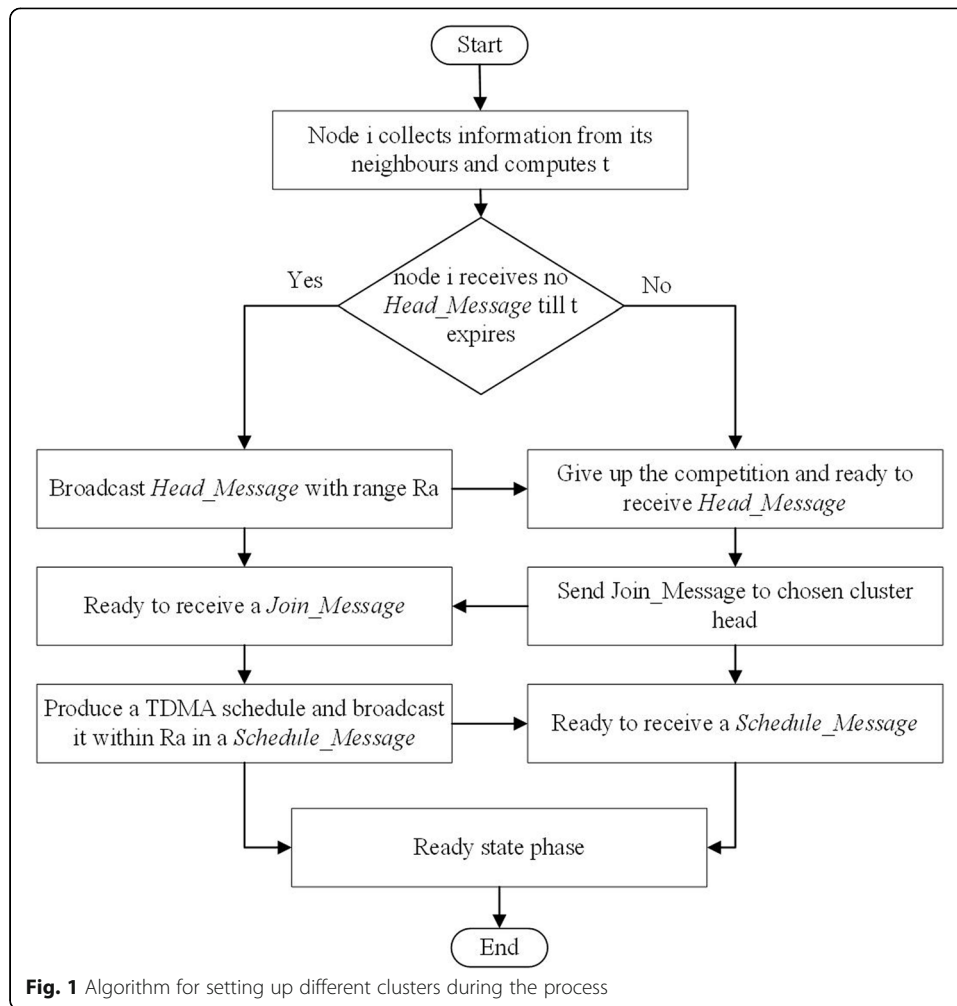 Start
Node i collects information from its
neighbours and computes t
node i receives no
Head_Message till t
expires
Yes
No
Broadcast Head_Message with range Ra
Give up the competition and ready to
receive Head_Message
Ready to receive a Join_Message
Send Join_Message to chosen cluster
head
Produce a TDMA schedule and broadcast
it within Ra in a Schedule_Message
Ready to receive a Schedule_Message
Ready state phase
End
Fig. 1 Algorithm for setting up different clusters during the process